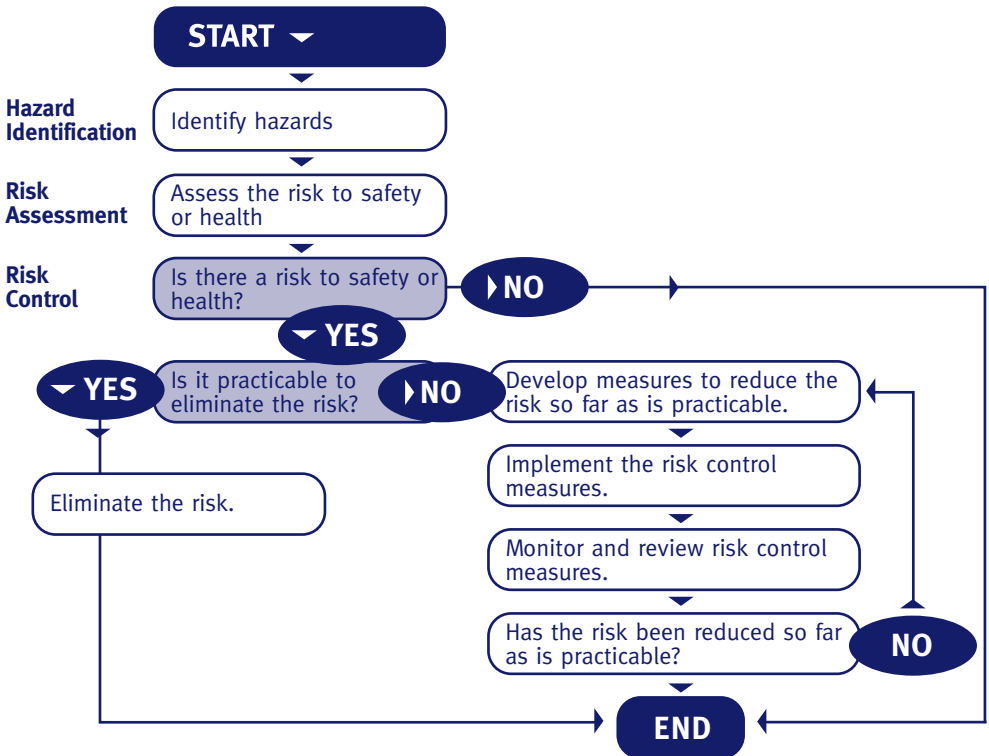 START
Hazard
Identification
Identify hazards
Risk
Assessment
Assess the risk to safety
or health
Risk
Control
Is there a risk to safety or
health?
NO
YES
YES
Is it practicable to
eliminate the risk?
NO
Develop measures to reduce the
risk so far as is practicable.
Implement the risk control
measures.
Eliminate the risk.
Monitor and review risk control
measures.
Has the risk been reduced so far
as is practicable?
NO
END